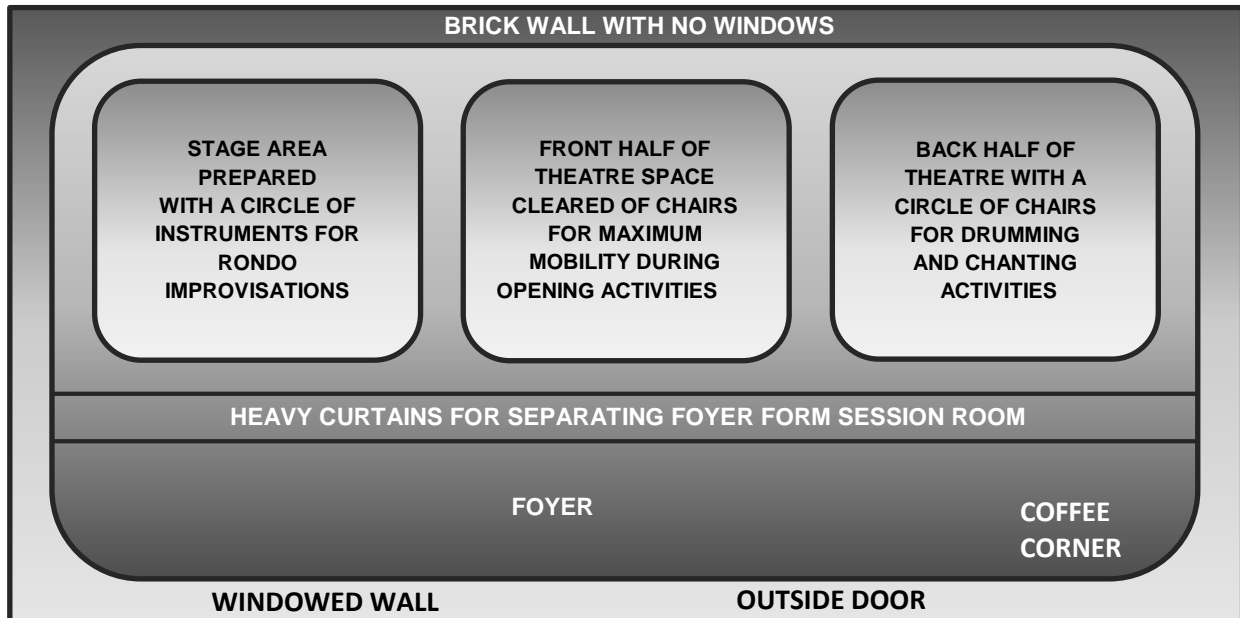 BRICK WALL WITH NO WINDOWS
STAGE AREA
PREPARED
WITH A CIRCLE OF
INSTRUMENTS FOR
RONDO
IMPROVISATIONS
FRONT HALF OF
THEATRE SPACE
CLEARED OF CHAIRS
FOR MAXIMUM
MOBILITY DURING
OPENING ACTIVITIES
BACK HALF OF
THEATRE WITH A
CIRCLE OF CHAIRS
FOR DRUMMING
AND CHANTING
ACTIVITIES
HEAVY CURTAINS FOR SEPARATING FOYER FORM SESSION ROOM
FOYER
COFFEE
CORNER
WINDOWED WALL
OUTSIDE DOOR